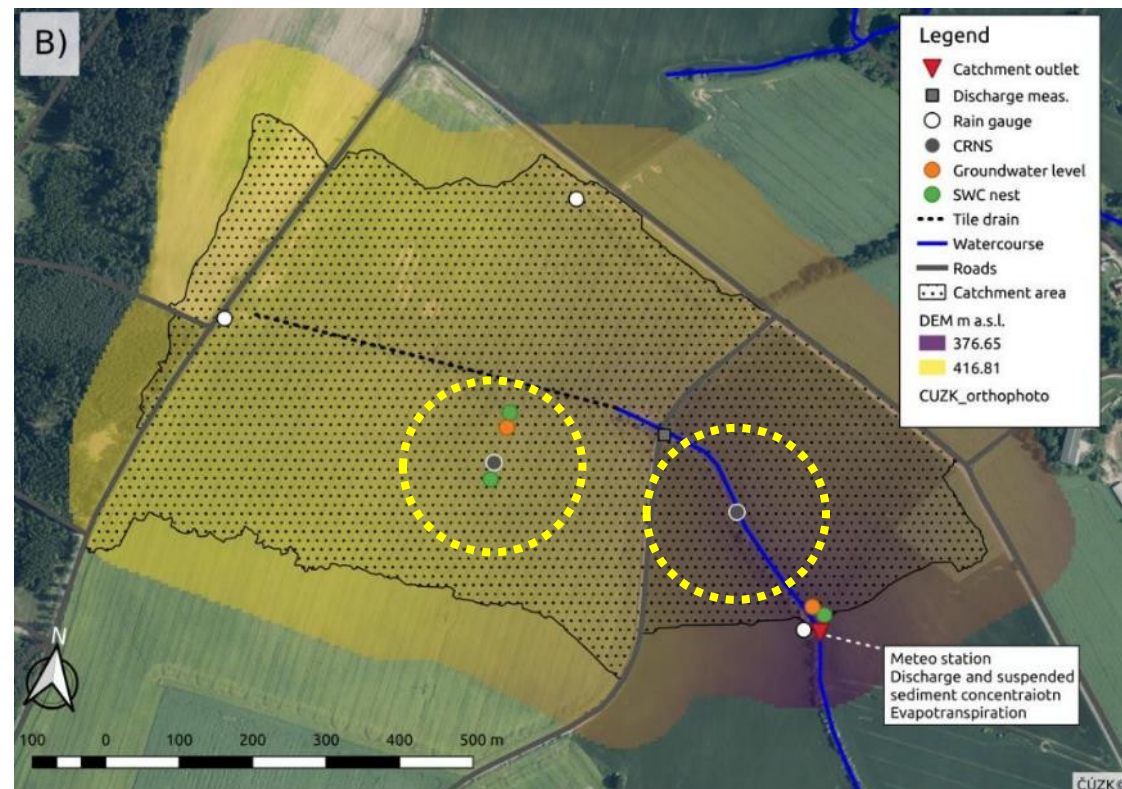 B)
Legend
Catchment outlet
Discharge meas.
Rain gauge
CRNS
Groundwater level
SWC nest
Tile drain
Watercourse
Roads
Catchment area
DEM m a.s.l.
376.65
416.81
CUZK_orthophoto
N
Meteo station
Discharge and suspended
sediment concentraiotn
Evapotranspiration
100 0 100 200 300 400 500 m
ČÚZK©